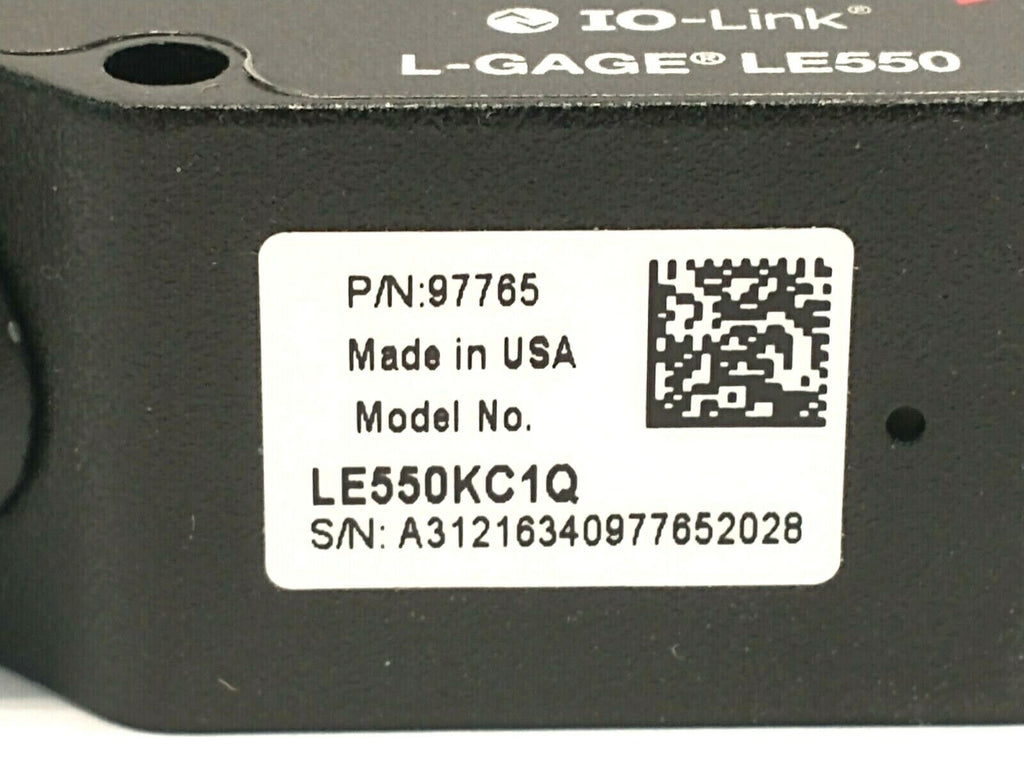 IO-Link®
L-GAGE® LE550
P/N:97765
Made in USA
Model No.
LE550KC1Q
S/N: A31216340977652028